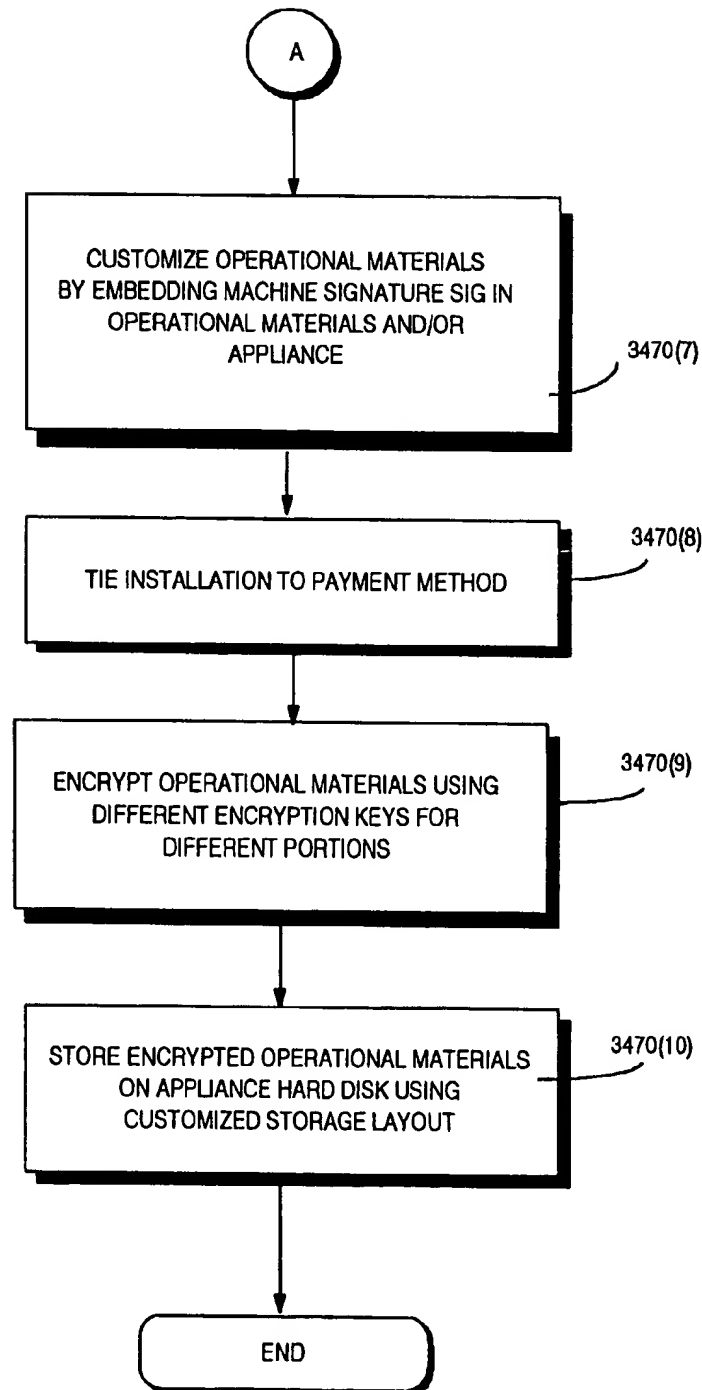 A
CUSTOMIZE OPERATIONAL MATERIALS
BY EMBEDDING MACHINE SIGNATURE SIG IN
OPERATIONAL MATERIALS AND/OR
APPLIANCE
3470(7)
TIE INSTALLATION TO PAYMENT METHOD
3470(8)
ENCRYPT OPERATIONAL MATERIALS USING
DIFFERENT ENCRYPTION KEYS FOR
DIFFERENT PORTIONS
3470(9)
STORE ENCRYPTED OPERATIONAL MATERIALS
ON APPLIANCE HARD DISK USING
CUSTOMIZED STORAGE LAYOUT
3470(10)
END